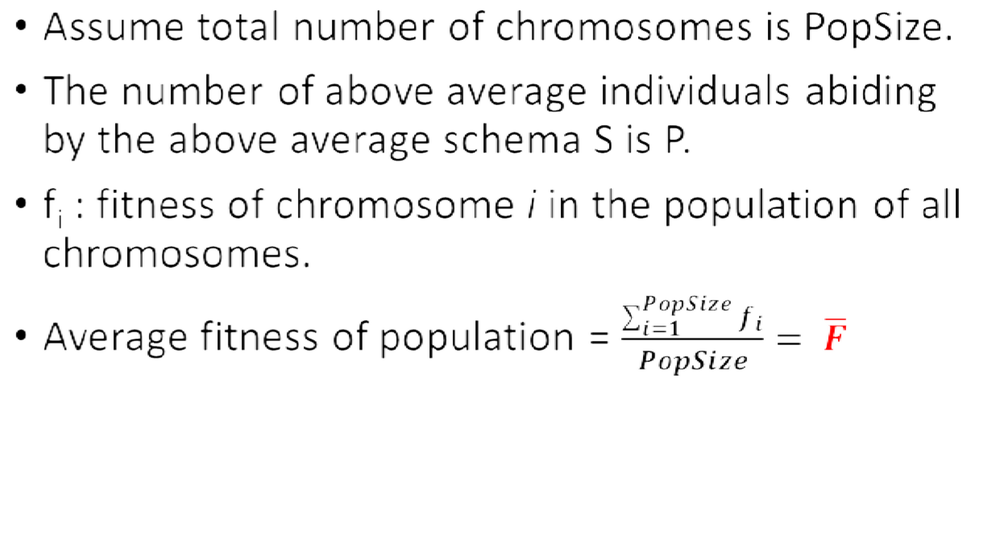 • Assume total number of chromosomes is PopSize.
• The number of above average individuals abiding
by the above average schema S is P.
• fᵢ : fitness of chromosome i in the population of all
chromosomes.
• Average fitness of population = $\frac{\sum_{i=1}^{PopSize} f_i}{PopSize} = \overline{F}$